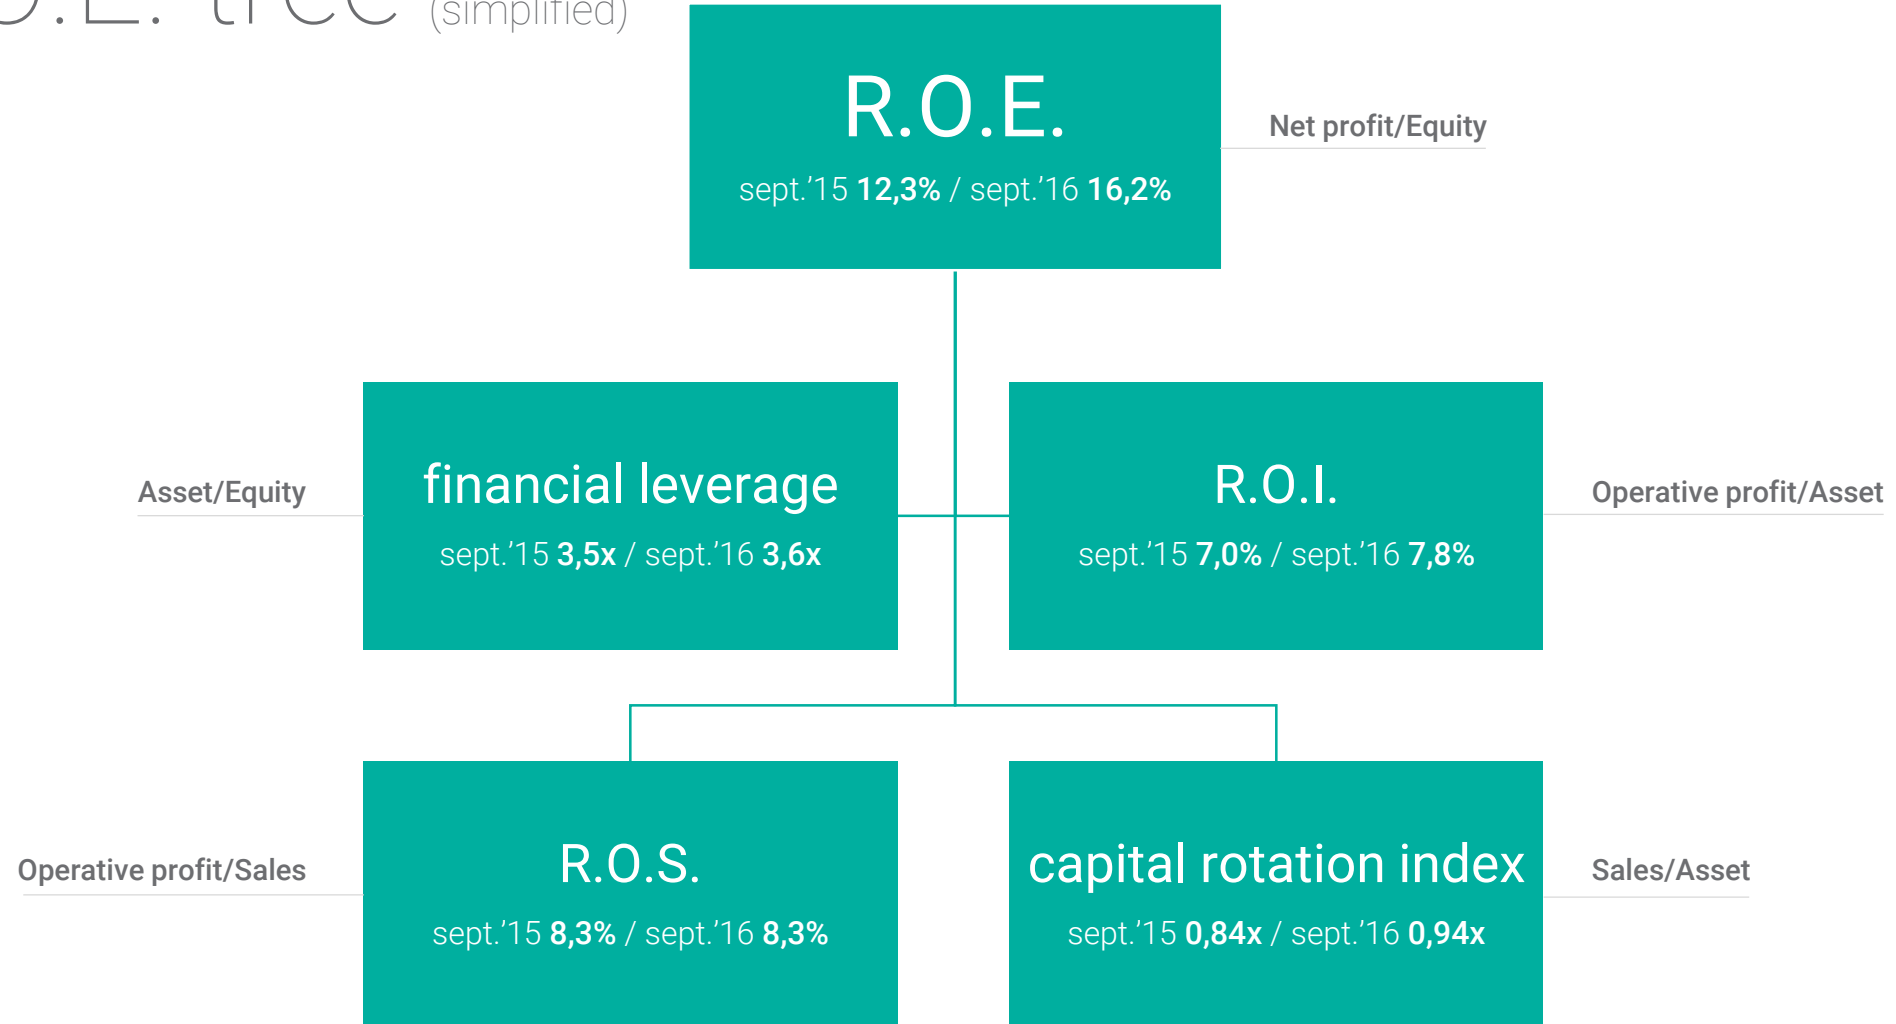 tree (simplified)
R.O.E.
sept.’15 12,3% / sept.’16 16,2%
Net profit/Equity
Asset/Equity
financial leverage
sept.’15 3,5x / sept.’16 3,6x
R.O.I.
sept.’15 7,0% / sept.’16 7,8%
Operative profit/Asset
Operative profit/Sales
R.O.S.
sept.’15 8,3% / sept.’16 8,3%
capital rotation index
sept.’15 0,84x / sept.’16 0,94x
Sales/Asset